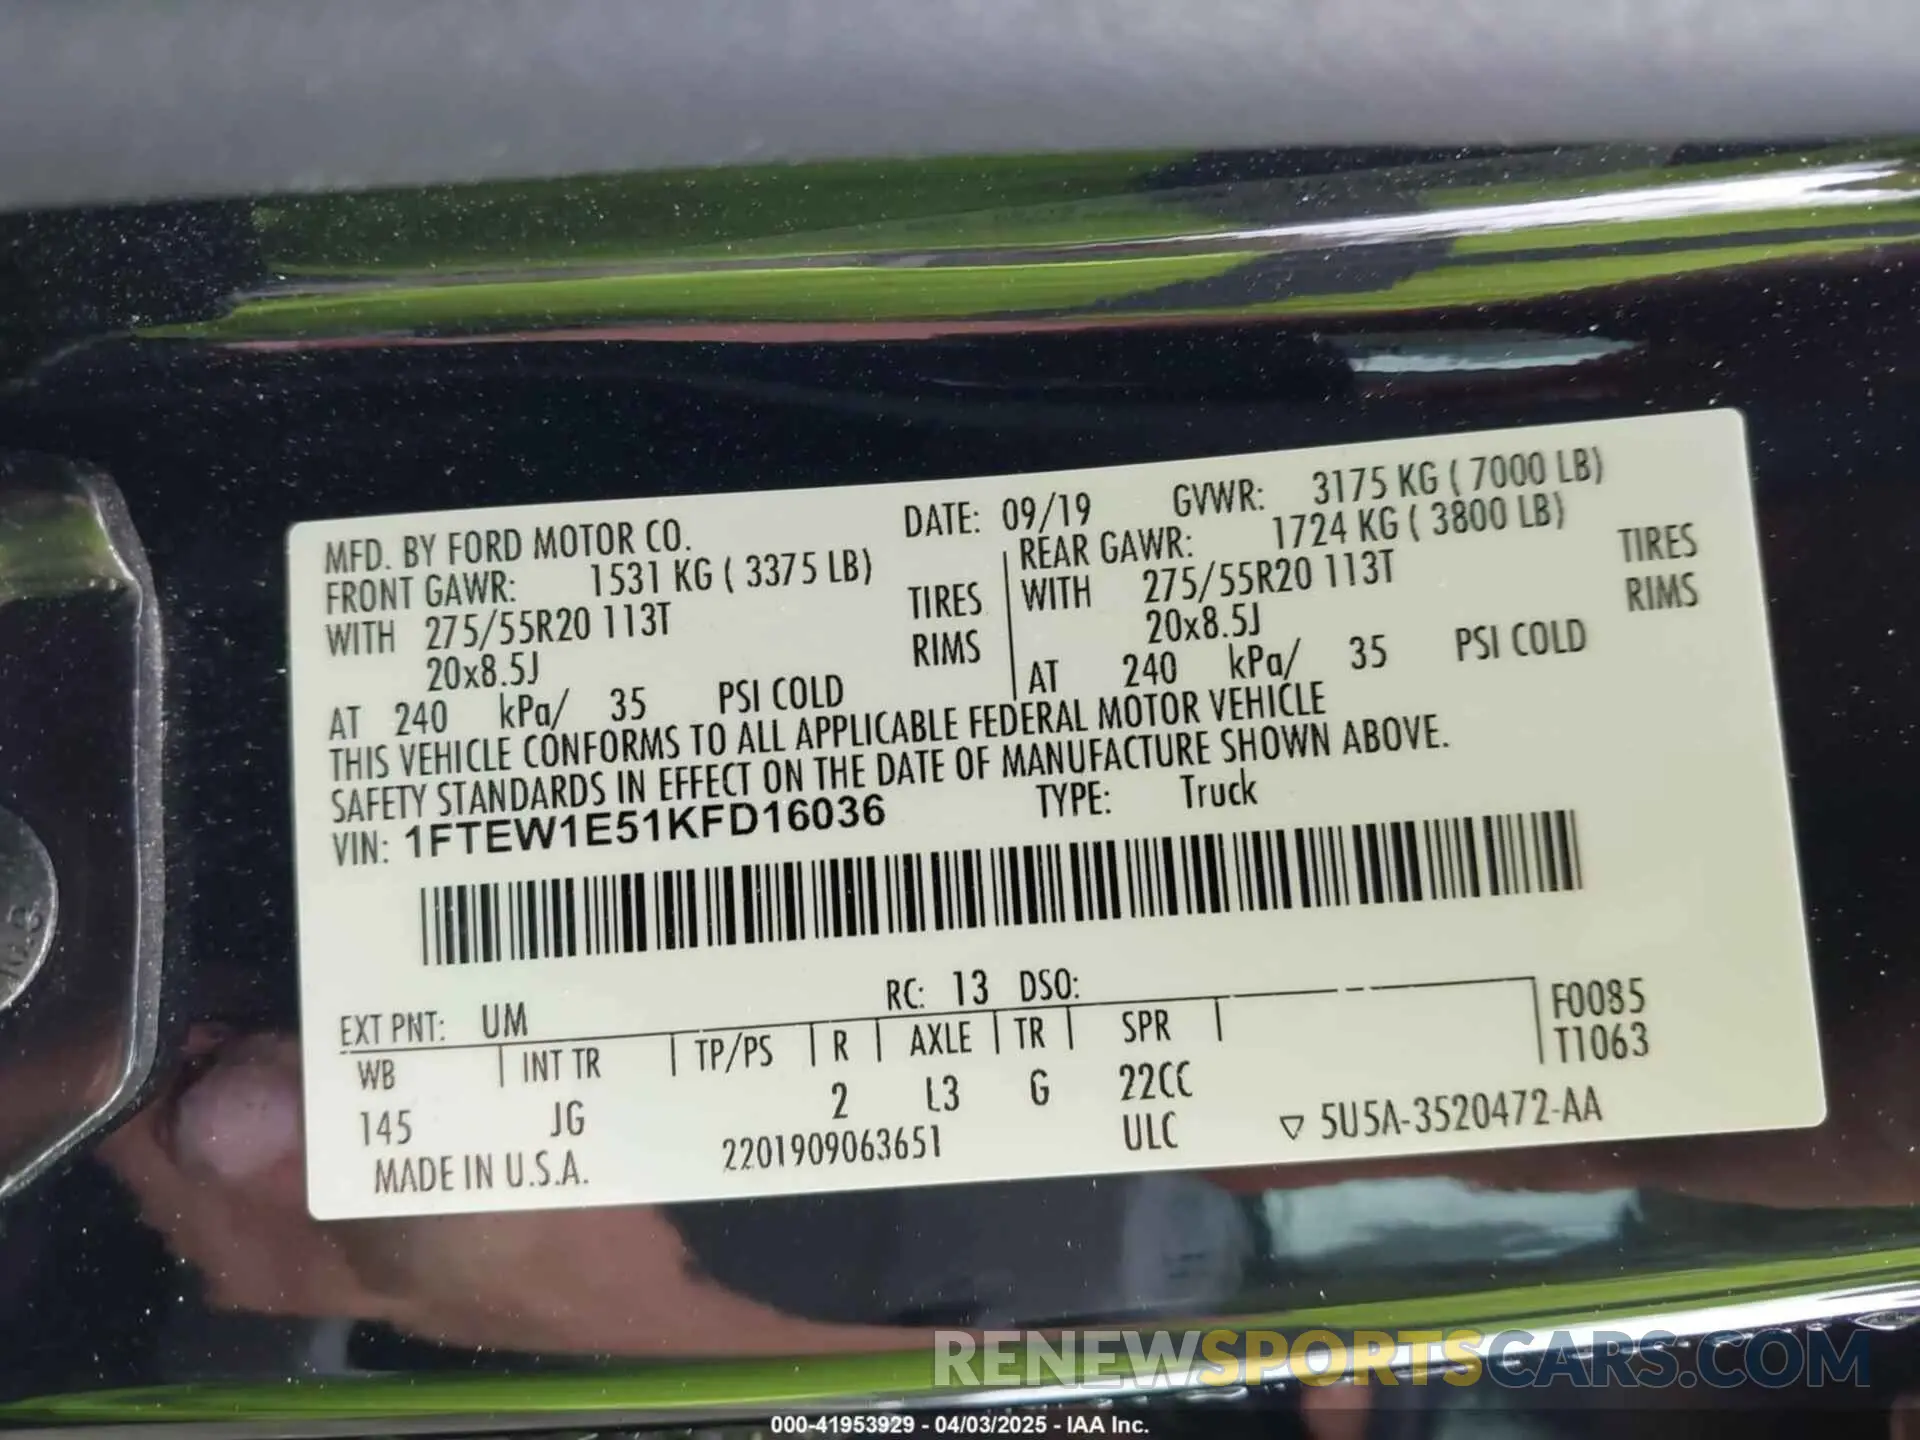 MFD. BY FORD MOTOR CO. DATE: 09/19 GVWR: 3175 KG ( 7000 LB)
FRONT GAWR: 1531 KG ( 3375 LB) REAR GAWR: 1724 KG ( 3800 LB)
WITH 275/55R20 113T TIRES WITH 275/55R20 113T TIRES
20x8.5J RIMS 20x8.5J RIMS
AT 240 kPa/ 35 PSI COLD AT 240 kPa/ 35 PSI COLD
THIS VEHICLE CONFORMS TO ALL APPLICABLE FEDERAL MOTOR VEHICLE
SAFETY STANDARDS IN EFFECT ON THE DATE OF MANUFACTURE SHOWN ABOVE.
VIN: 1FTEW1E51KFD16036 TYPE: Truck
EXT PNT: UM RC: 13 DSO:
WB INT TR TP/PS R AXLE TR SPR F0085
145 JG 2 L3 G 22CC T1063
MADE IN U.S.A. 2201909063651 ULC ▽ 5U5A-3520472-AA
RENEWSPORTSCARS.COM
000-41953929 - 04/03/2025 - IAA Inc.